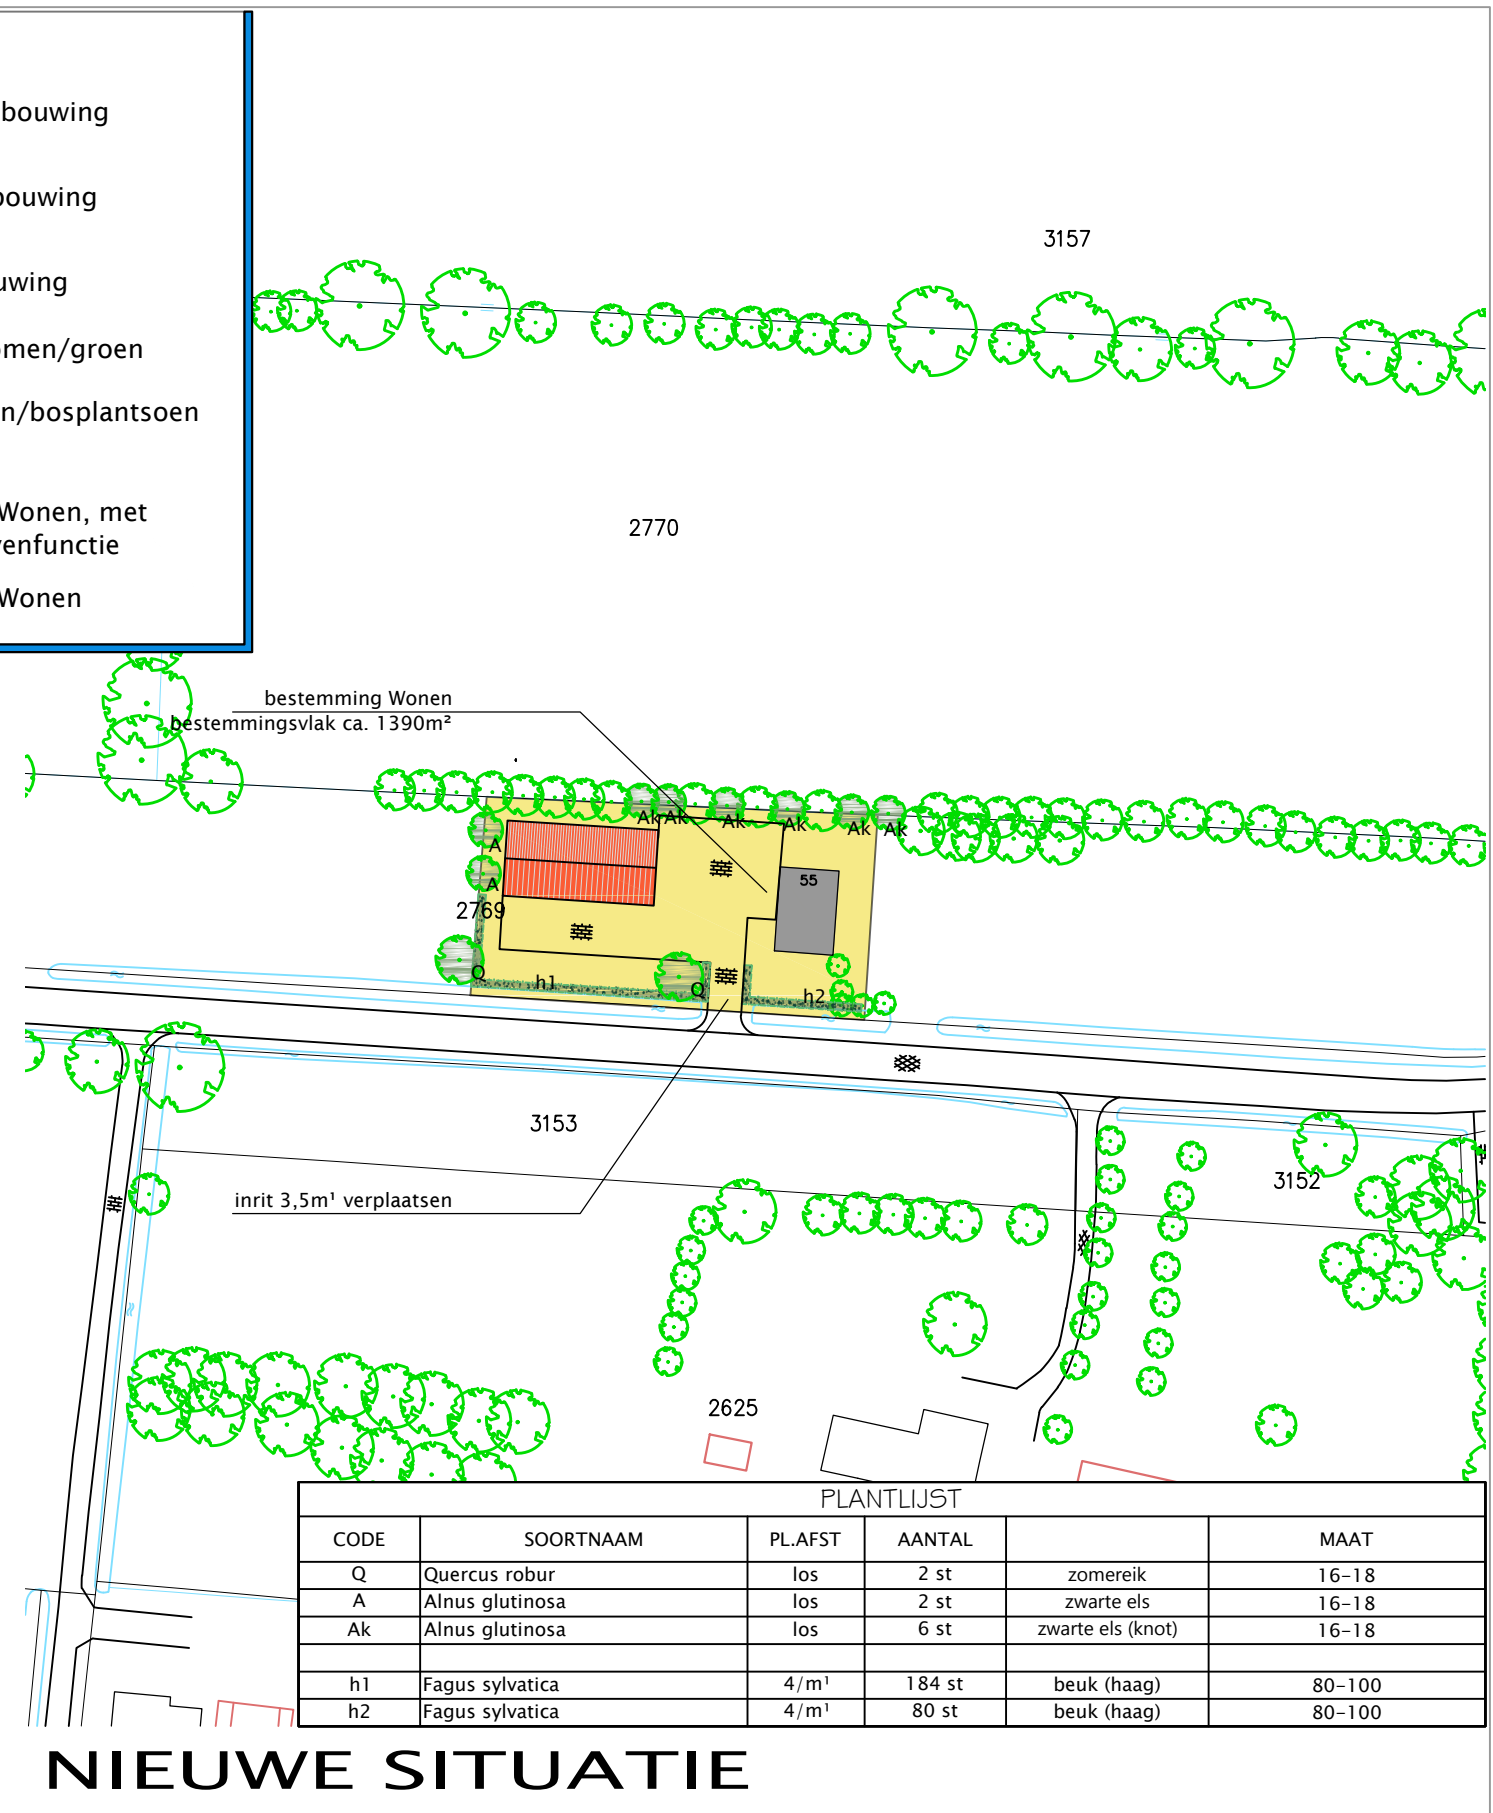 bouwing
bouwing
uwing
omen/groen
n/bosplantsoen
Wonen, met
venfunctie
Wonen
3157
2770
bestemming Wonen
bestemmingsvlak ca. 1390m²
Ak Ak Ak Ak Ak Ak
A
A
55
2769
Q
h1
Q
h2
3153
3152
inrit 3,5m¹ verplaatsen
2625
PLANTLIJST
CODE SOORTNAAM PL.AFST AANTAL MAAT
Q Quercus robur los 2 st zomereik 16-18
A Alnus glutinosa los 2 st zwarte els 16-18
Ak Alnus glutinosa los 6 st zwarte els (knot) 16-18
h1 Fagus sylvatica 4/m¹ 184 st beuk (haag) 80-100
h2 Fagus sylvatica 4/m¹ 80 st beuk (haag) 80-100
NIEUWE SITUATIE